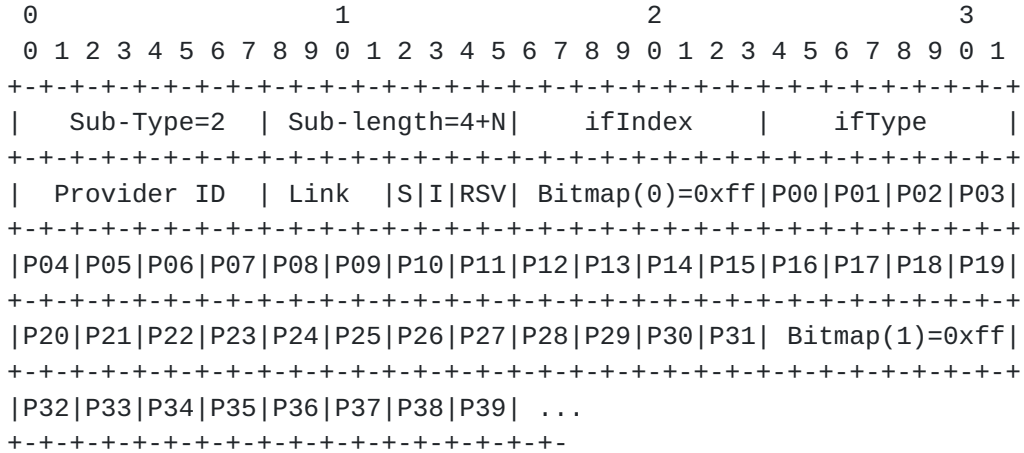 0                   1                   2                   3
 0 1 2 3 4 5 6 7 8 9 0 1 2 3 4 5 6 7 8 9 0 1 2 3 4 5 6 7 8 9 0 1
+-+-+-+-+-+-+-+-+-+-+-+-+-+-+-+-+-+-+-+-+-+-+-+-+-+-+-+-+-+-+-+-+
|   Sub-Type=2  | Sub-length=4+N|    ifIndex    |    ifType     |
+-+-+-+-+-+-+-+-+-+-+-+-+-+-+-+-+-+-+-+-+-+-+-+-+-+-+-+-+-+-+-+-+
|  Provider ID  | Link  |S|I|RSV| Bitmap(0)=0xff|P00|P01|P02|P03|
+-+-+-+-+-+-+-+-+-+-+-+-+-+-+-+-+-+-+-+-+-+-+-+-+-+-+-+-+-+-+-+-+
|P04|P05|P06|P07|P08|P09|P10|P11|P12|P13|P14|P15|P16|P17|P18|P19|
+-+-+-+-+-+-+-+-+-+-+-+-+-+-+-+-+-+-+-+-+-+-+-+-+-+-+-+-+-+-+-+-+
|P20|P21|P22|P23|P24|P25|P26|P27|P28|P29|P30|P31| Bitmap(1)=0xff|
+-+-+-+-+-+-+-+-+-+-+-+-+-+-+-+-+-+-+-+-+-+-+-+-+-+-+-+-+-+-+-+-+
|P32|P33|P34|P35|P36|P37|P38|P39| ...
+-+-+-+-+-+-+-+-+-+-+-+-+-+-+-+-+-+-